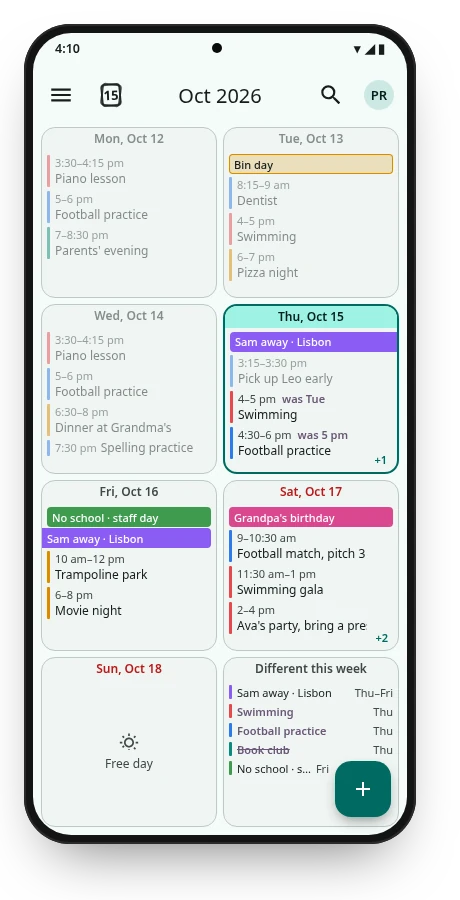 4:10
15
Oct 2026
PR
Mon, Oct 12
3:30–4:15 pm
Piano lesson
5–6 pm
Football practice
7–8:30 pm
Parents' evening
Tue, Oct 13
Bin day
8:15–9 am
Dentist
4–5 pm
Swimming
6–7 pm
Pizza night
Wed, Oct 14
3:30–4:15 pm
Piano lesson
5–6 pm
Football practice
6:30–8 pm
Dinner at Grandma's
7:30 pm Spelling practice
Thu, Oct 15
Sam away · Lisbon
3:15–3:30 pm
Pick up Leo early
4–5 pm was Tue
Swimming
4:30–6 pm was 5 pm
Football practice
+1
Fri, Oct 16
No school · staff day
Sam away · Lisbon
10 am–12 pm
Trampoline park
6–8 pm
Movie night
Sat, Oct 17
Grandpa's birthday
9–10:30 am
Football match, pitch 3
11:30 am–1 pm
Swimming gala
2–4 pm
Ava's party, bring a pre
+2
Sun, Oct 18
Free day
Different this week
Sam away · Lisbon Thu–Fri
Swimming Thu
Football practice Thu
Book club Thu
No school · s… Fri